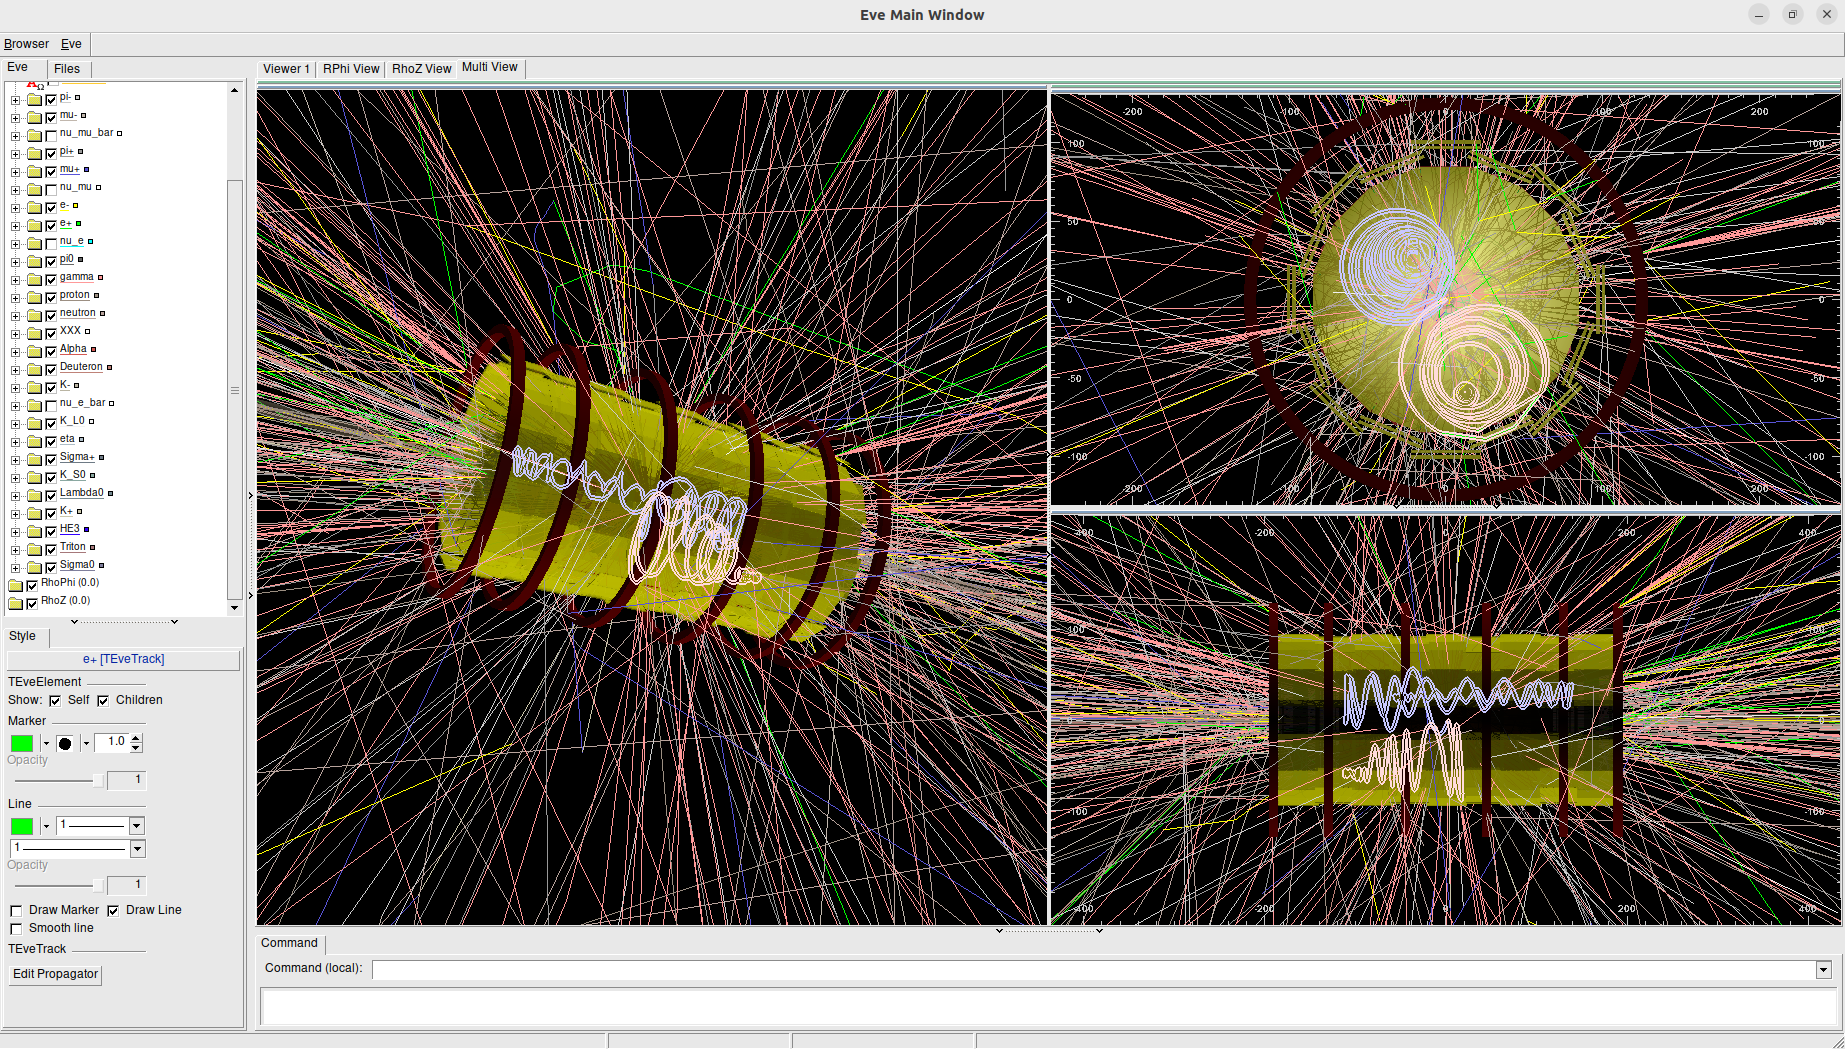 Eve Main Window
Browser Eve
Eve Files
pi-
mu-
nu_mu_bar
pi+
mu+
nu_mu
e-
e+
nu_e
pi0
gamma
proton
neutron
XXX
Alpha
Deuteron
K-
nu_e_bar
K_L0
eta
Sigma+
K_S0
Lambda0
K+
HE3
Triton
Sigma0
RhoPhi (0.0)
RhoZ (0.0)
Style
e+ [TEveTrack]
TEveElement
Show: Self Children
Marker
1.0
Opacity
1
Line
1
1
Opacity
1
Draw Marker Draw Line
Smooth line
TEveTrack
Edit Propagator
Viewer 1 RPhi View RhoZ View Multi View
-200 -100 0 100 200
100 100
50 50
0 0
-50 -50
-100 -100
-200 -100 0 100 200
-400 -200 0 200 400
100 100
0 0
-100 -100
-400 -200 0 200 400
Command
Command (local):